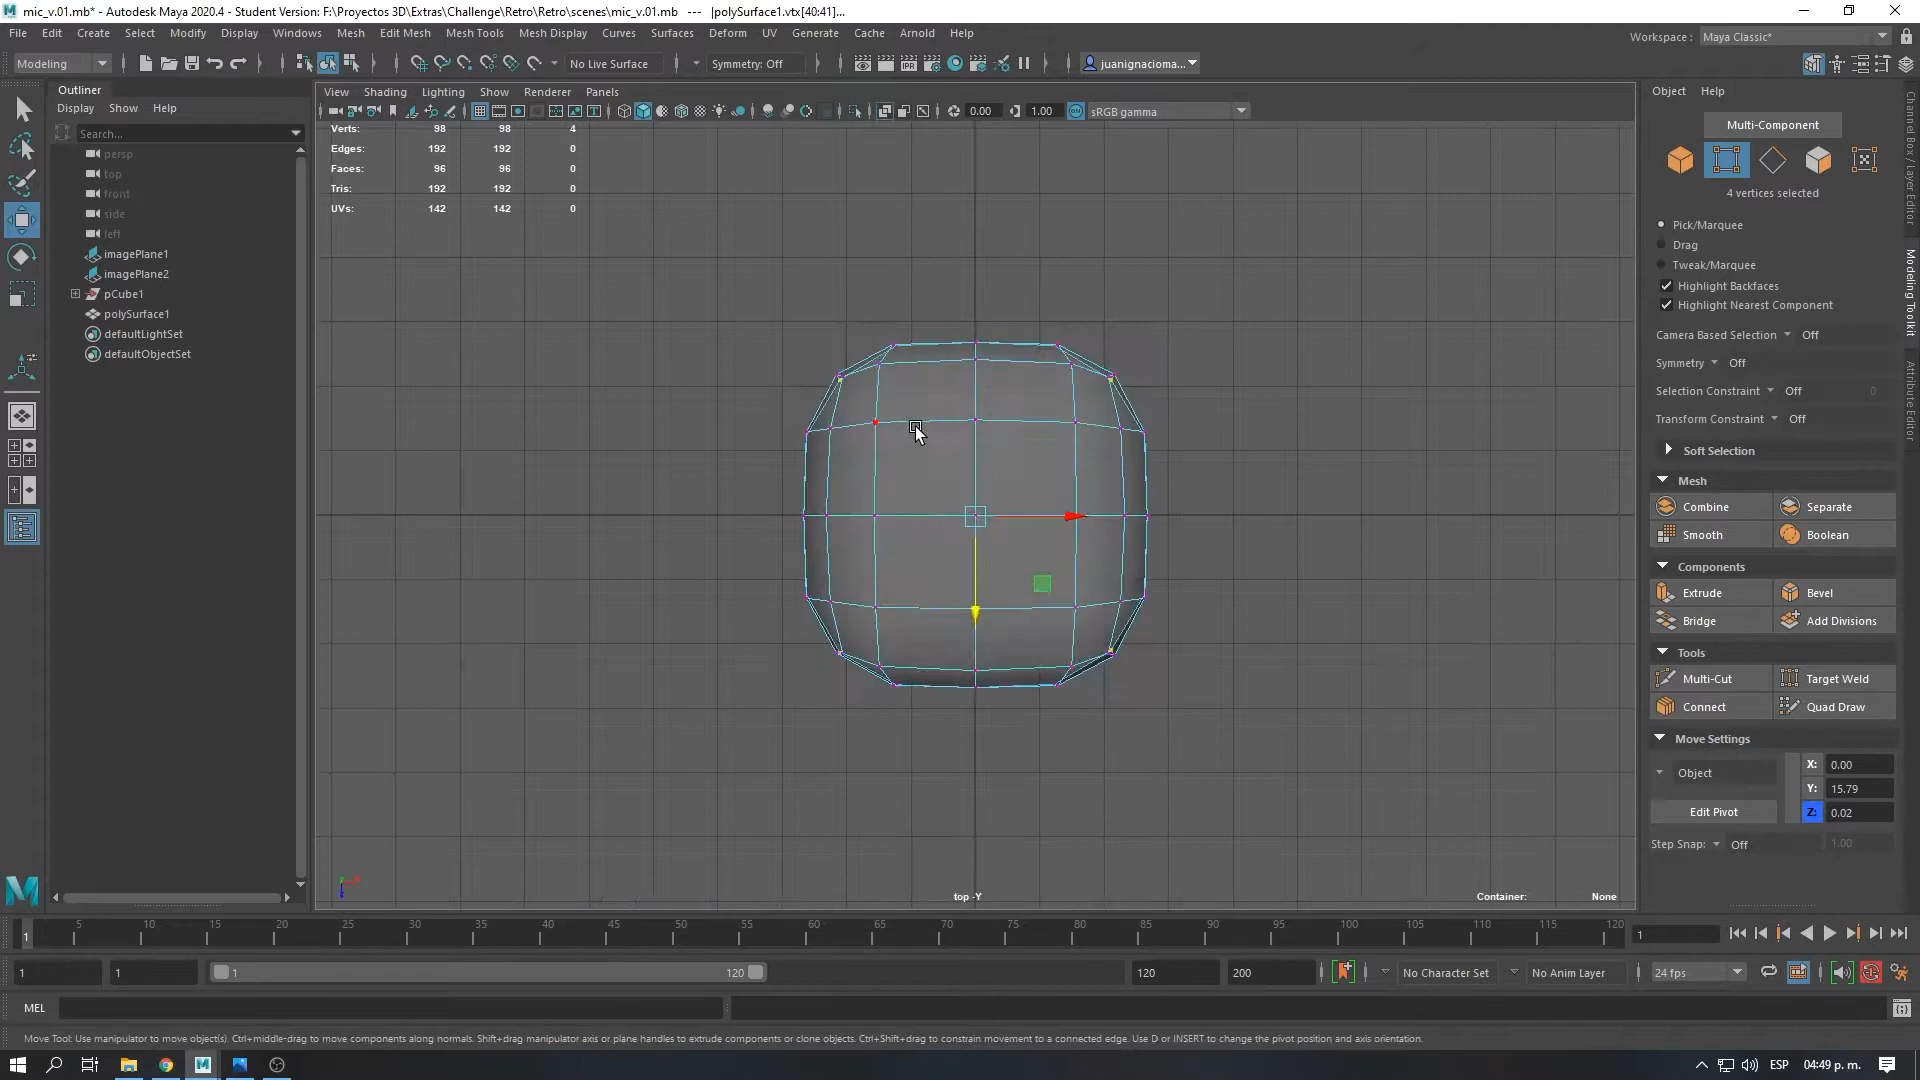 mic_v.01.mb* - Autodesk Maya 2020.4 - Student Version: F:\Proyectos 3D\Extras\Challenge\Retro\Retro\scenes\mic_v.01.mb   ---   |polySurface1.vtx[40:41]...
File Edit Create Select Modify Display Windows Mesh Edit Mesh Mesh Tools Mesh Display Curves Surfaces Deform UV Generate Cache Arnold Help
Workspace : Maya Classic*
Modeling
No Live Surface
Symmetry: Off
juanignacioma...
Outliner
Display Show Help
Search...
persp
top
front
side
left
imagePlane1
imagePlane2
pCube1
polySurface1
defaultLightSet
defaultObjectSet
View Shading Lighting Show Renderer Panels
0.00 1.00 sRGB gamma
Verts: 98 98 4
Edges: 192 192 0
Faces: 96 96 0
Tris: 192 192 0
UVs: 142 142 0
top -Y
Container: None
Object Help
Multi-Component
4 vertices selected
Pick/Marquee
Drag
Tweak/Marquee
Highlight Backfaces
Highlight Nearest Component
Camera Based Selection Off
Symmetry Off
Selection Constraint Off 0
Transform Constraint Off
Soft Selection
Mesh
Combine Separate
Smooth Boolean
Components
Extrude Bevel
Bridge Add Divisions
Tools
Multi-Cut Target Weld
Connect Quad Draw
Move Settings
Object
X: 0.00
Y: 15.79
Edit Pivot
Z: 0.02
Step Snap: Off 1.00
Channel Box / Layer Editor
Modeling Toolkit
Attribute Editor
1 5 10 15 20 25 30 35 40 45 50 55 60 65 70 75 80 85 90 95 100 105 110 115 120
1
1 1 1 120 120 200 No Character Set No Anim Layer 24 fps
MEL
Move Tool: Use manipulator to move object(s). Ctrl+middle-drag to move components along normals. Shift+drag manipulator axis or plane handles to extrude components or clone objects. Ctrl+Shift+drag to constrain movement to a connected edge. Use D or INSERT to change the pivot position and axis orientation.
ESP 04:49 p. m.